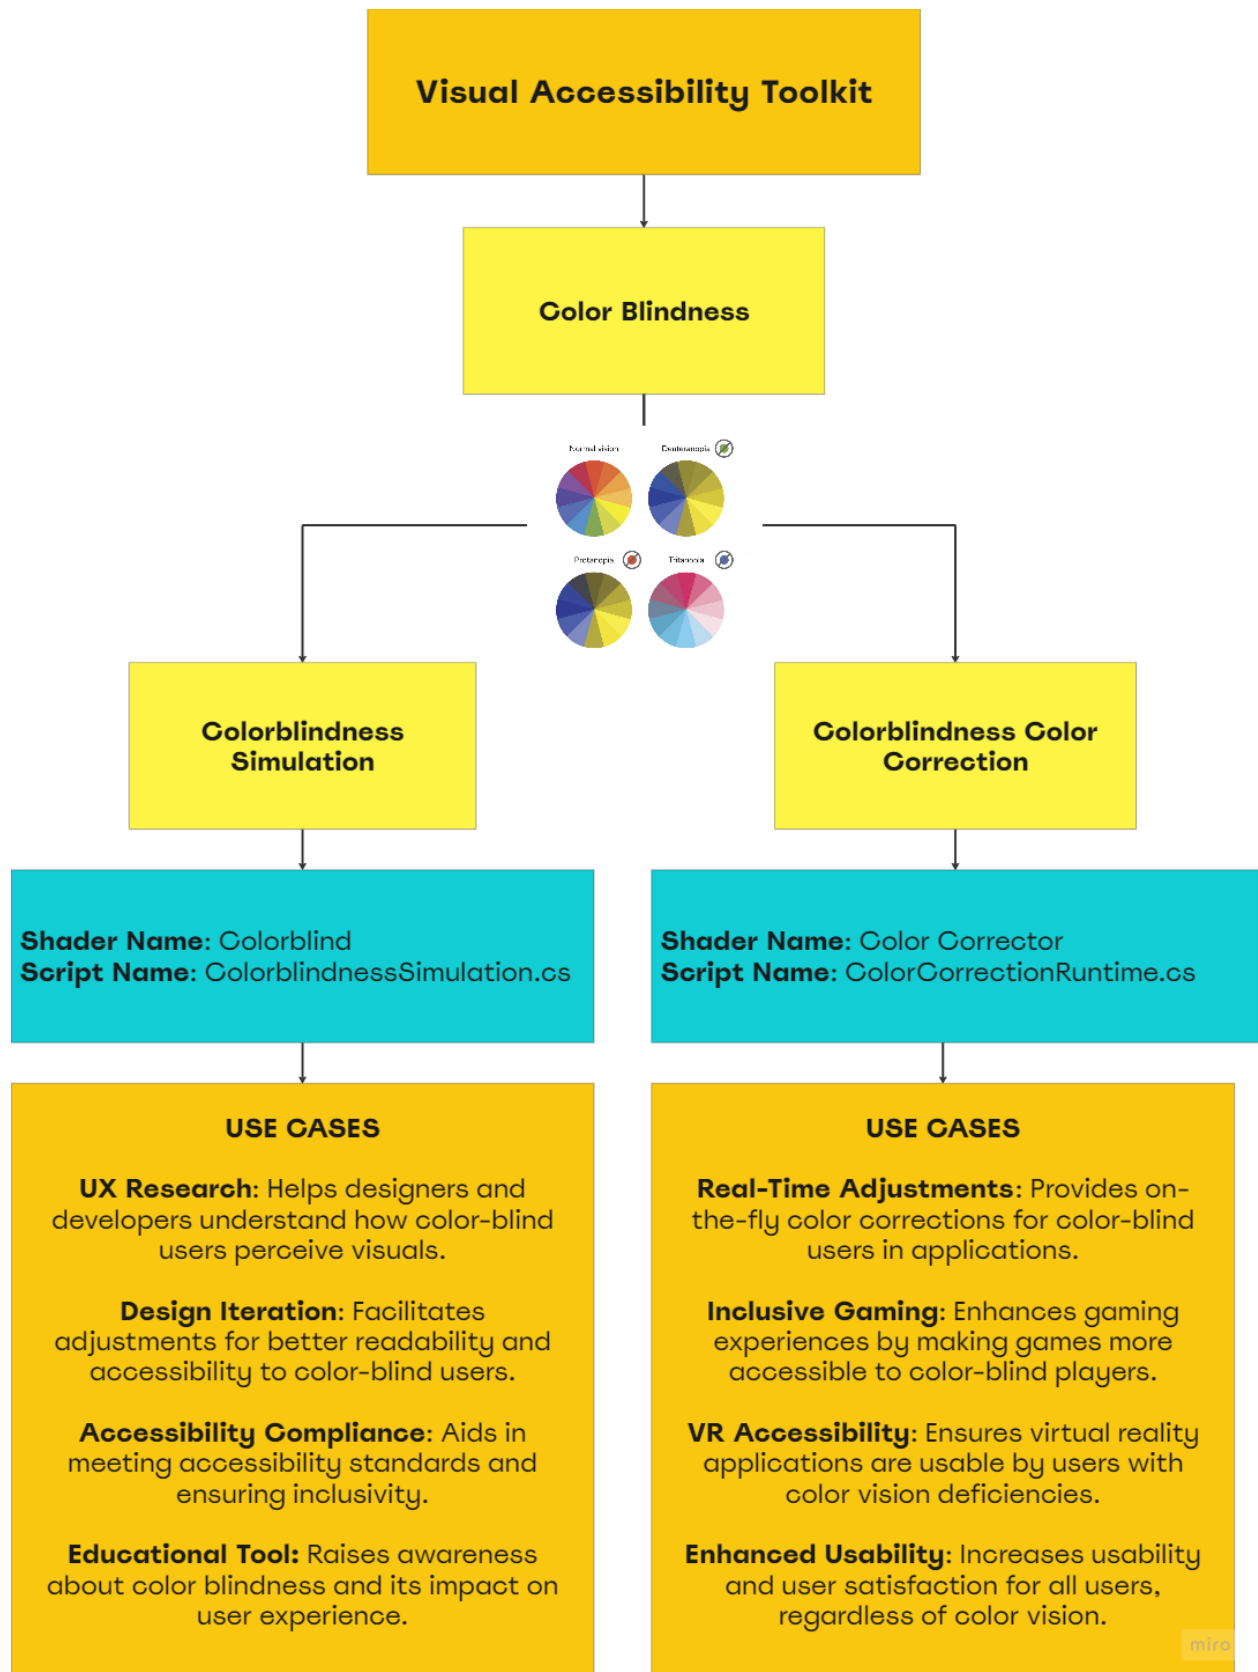 Visual Accessibility Toolkit
Color Blindness
Normal vision
Deuteranopia
Protanopia
Tritanopia
Colorblindness
Simulation
Colorblindness Color
Correction
Shader Name: Colorblind
Script Name: ColorblindnessSimulation.cs
Shader Name: Color Corrector
Script Name: ColorCorrectionRuntime.cs
USE CASES
UX Research: Helps designers and
developers understand how color-blind
users perceive visuals.
Design Iteration: Facilitates
adjustments for better readability and
accessibility to color-blind users.
Accessibility Compliance: Aids in
meeting accessibility standards and
ensuring inclusivity.
Educational Tool: Raises awareness
about color blindness and its impact on
user experience.
USE CASES
Real-Time Adjustments: Provides on-
the-fly color corrections for color-blind
users in applications.
Inclusive Gaming: Enhances gaming
experiences by making games more
accessible to color-blind players.
VR Accessibility: Ensures virtual reality
applications are usable by users with
color vision deficiencies.
Enhanced Usability: Increases usability
and user satisfaction for all users,
regardless of color vision.
miro